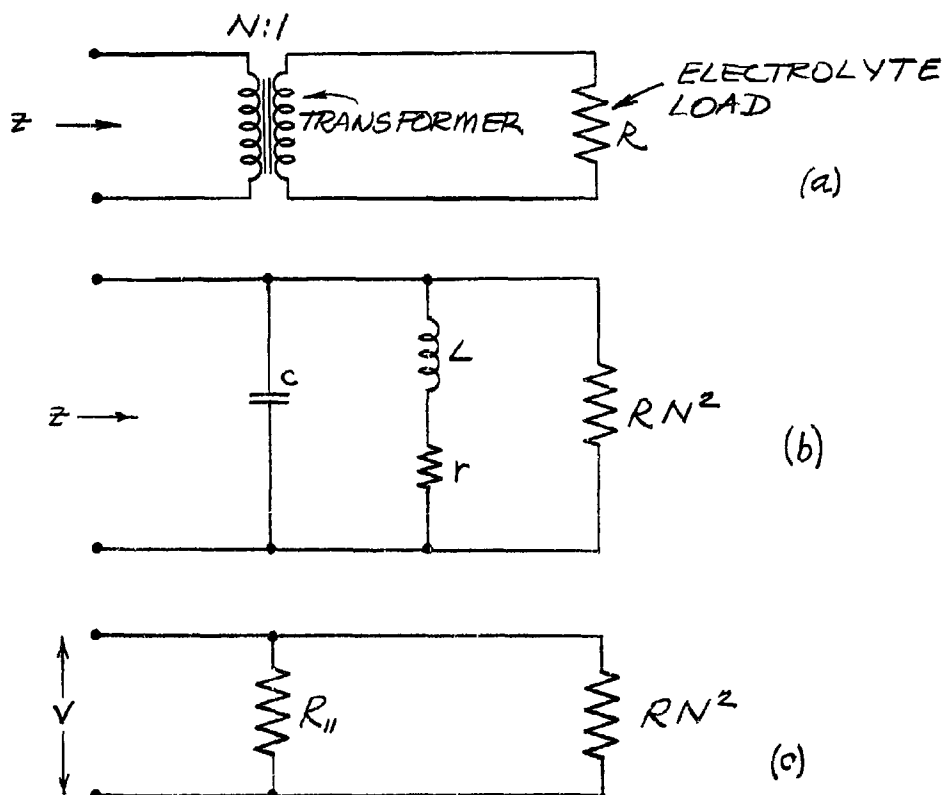 N:1
ELECTROLYTE
LOAD
Z
TRANSFORMER
R
(a)
C
L
Z
RN²
(b)
r
V
R₁₁
RN²
(c)